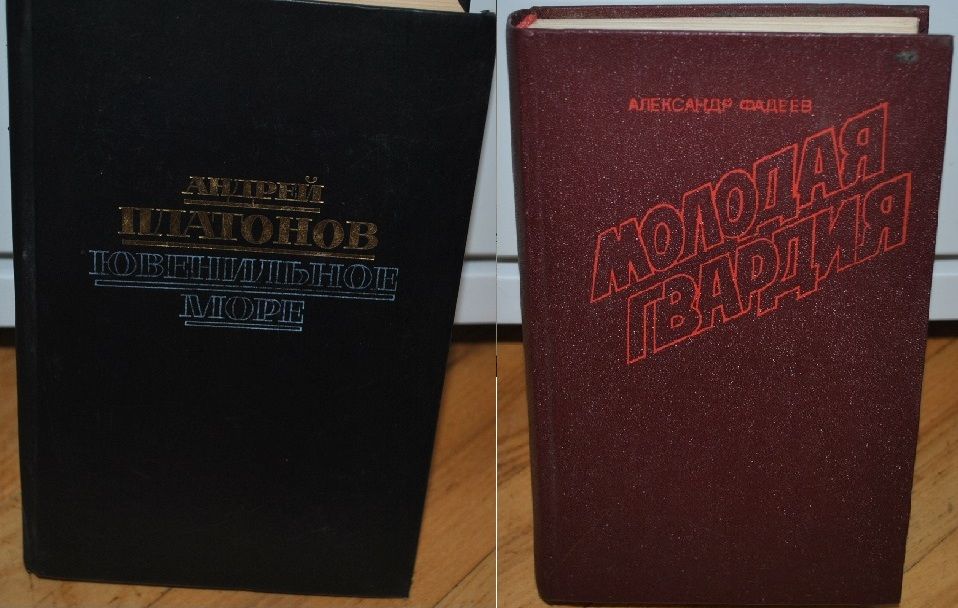 АНДРЕЙ
ПЛАТОНОВ
ЮВЕНИЛЬНОЕ
МОРЕ
АЛЕКСАНДР ФАДЕЕВ
МОЛОДАЯ
ГВАРДИЯ